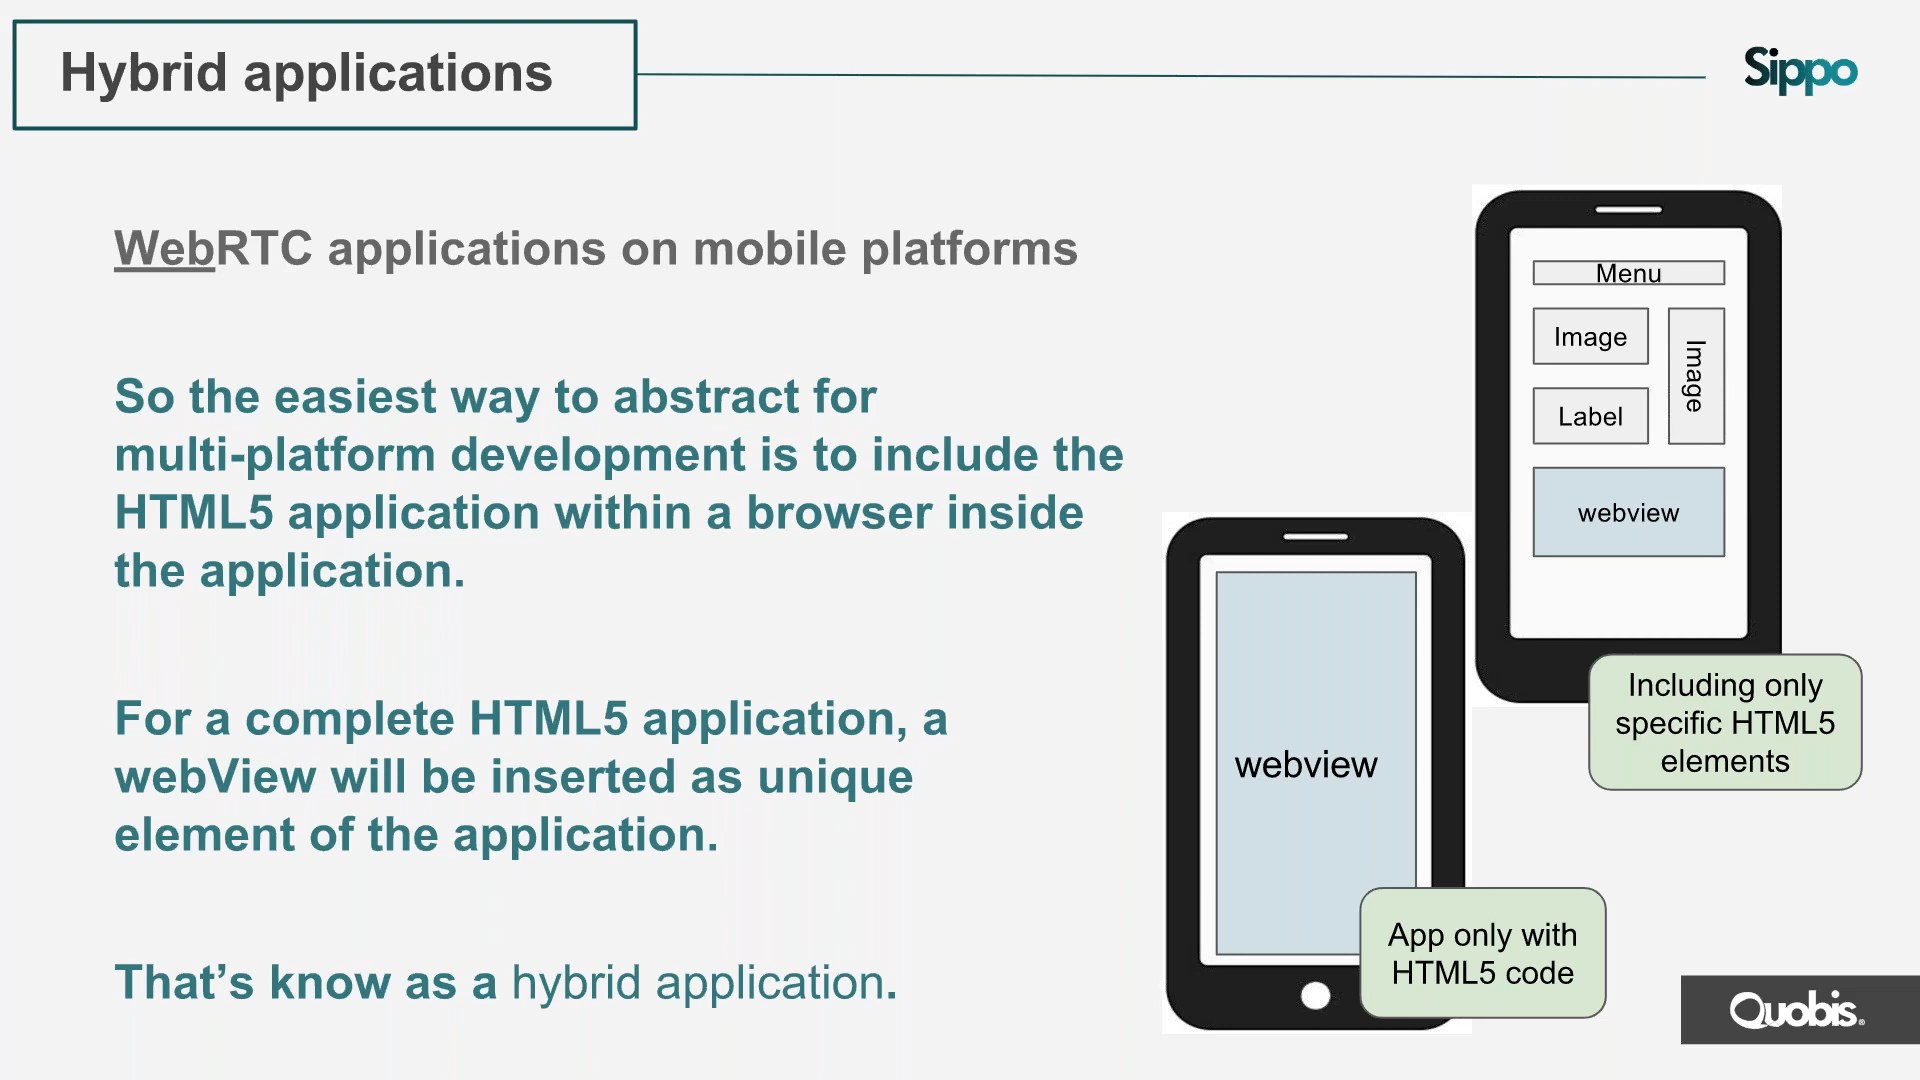 Hybrid applications
Sippo
WebRTC applications on mobile platforms
So the easiest way to abstract for
multi-platform development is to include the
HTML5 application within a browser inside
the application.
For a complete HTML5 application, a
webView will be inserted as unique
element of the application.
That’s know as a hybrid application.
Menu
Image
Image
Label
webview
Including only
specific HTML5
elements
webview
App only with
HTML5 code
Quobis®